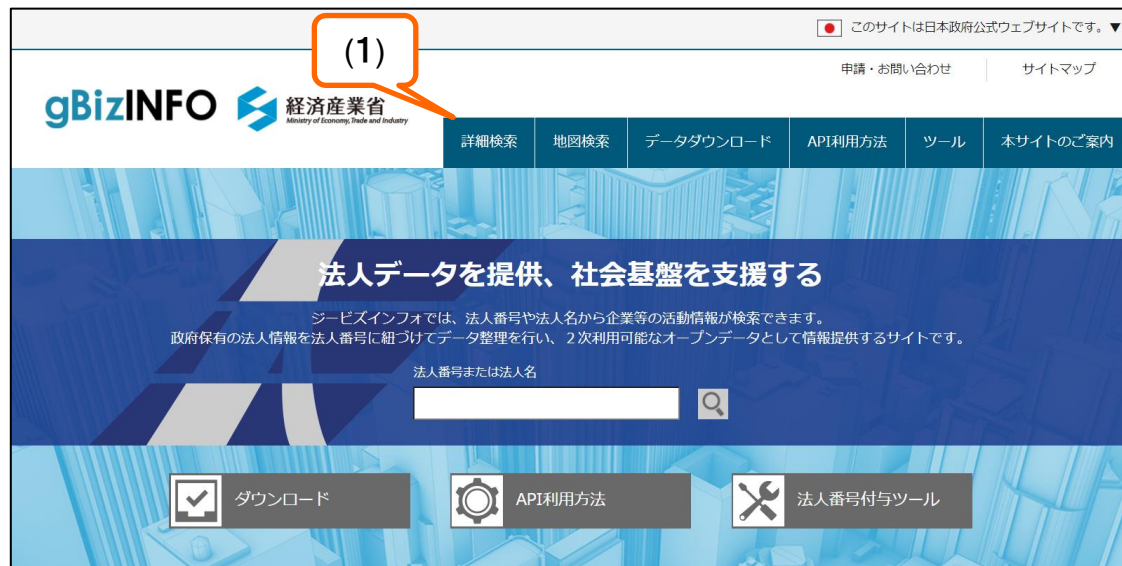 このサイトは日本政府公式ウェブサイトです。▼
(1)
申請・お問い合わせ サイトマップ
gBizINFO 経済産業省
Ministry of Economy, Trade and Industry
詳細検索 地図検索 データダウンロード API利用方法 ツール 本サイトのご案内
法人データを提供、社会基盤を支援する
ジービズインフォでは、法人番号や法人名から企業等の活動情報が検索できます。
政府保有の法人情報を法人番号に紐づけてデータ整理を行い、２次利用可能なオープンデータとして情報提供するサイトです。
法人番号または法人名
ダウンロード API利用方法 法人番号付与ツール